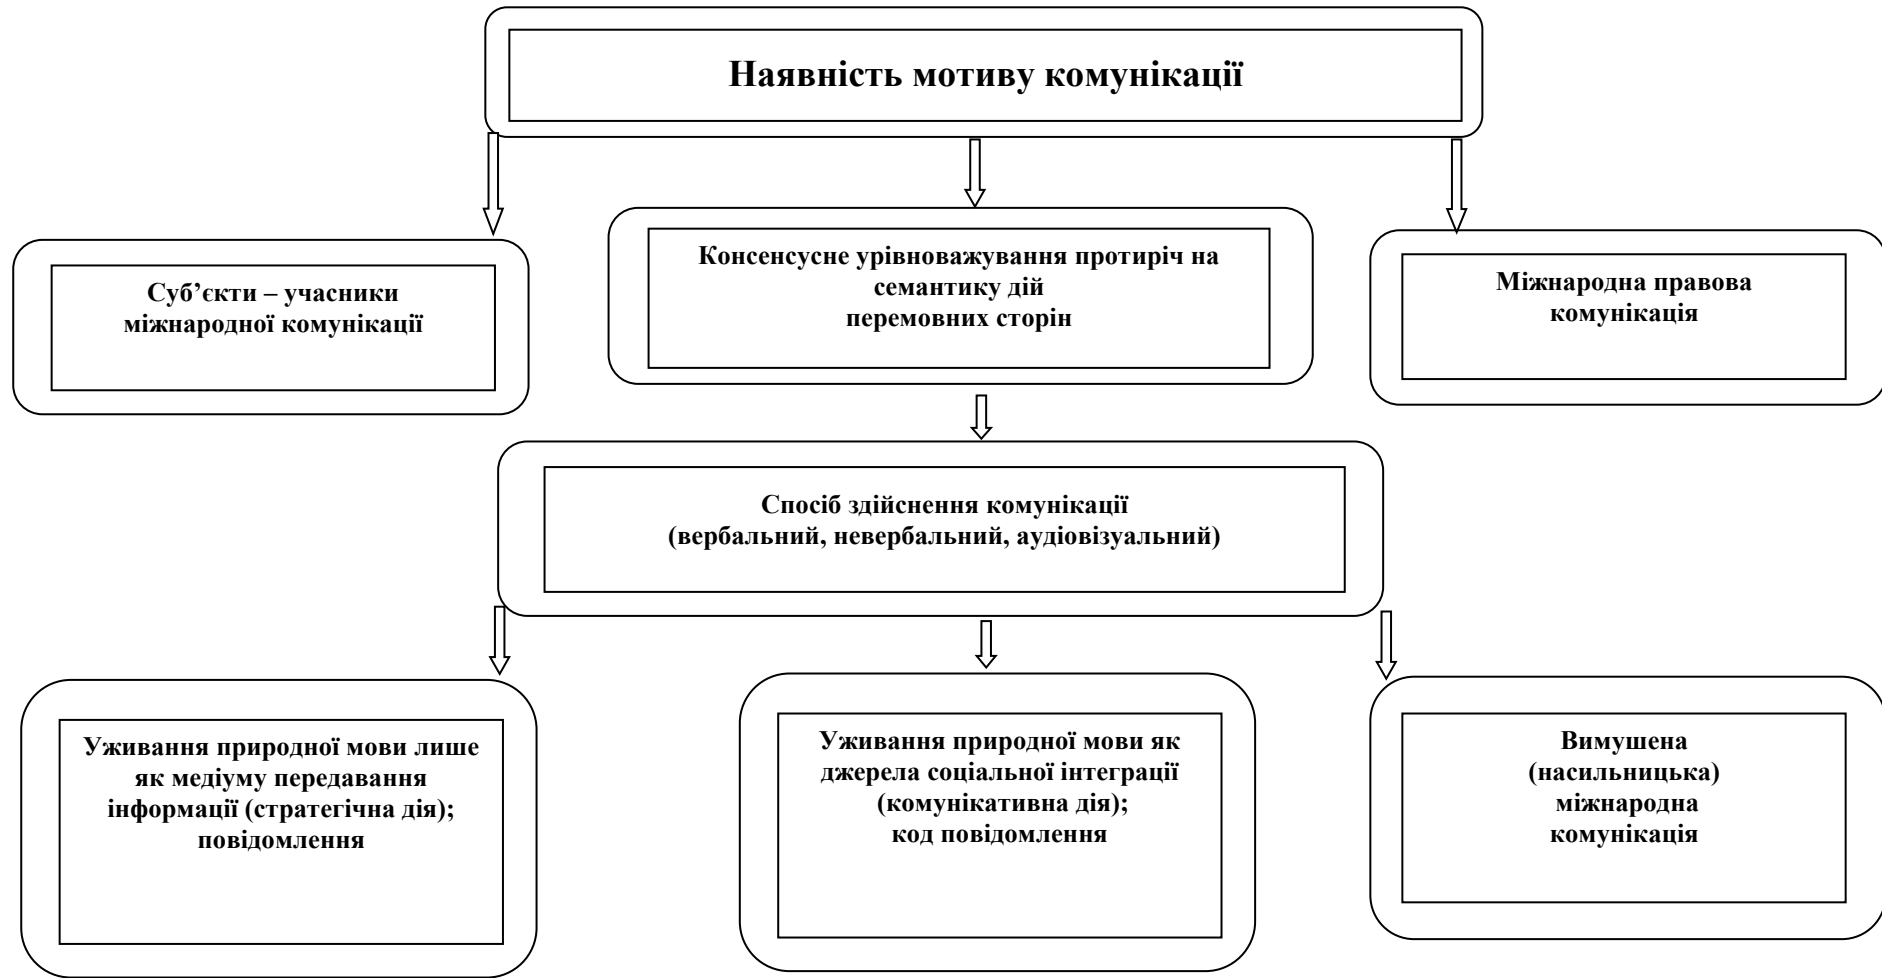 Наявність мотиву комунікації
Суб’єкти – учасники
міжнародної комунікації
Консенсусне урівноважування протиріч на
семантику дій
перемовних сторін
Міжнародна правова
комунікація
Спосіб здійснення комунікації
(вербальний, невербальний, аудіовізуальний)
Уживання природної мови лише
як медіуму передавання
інформації (стратегічна дія);
повідомлення
Уживання природної мови як
джерела соціальної інтеграції
(комунікативна дія);
код повідомлення
Вимушена
(насильницька)
міжнародна
комунікація